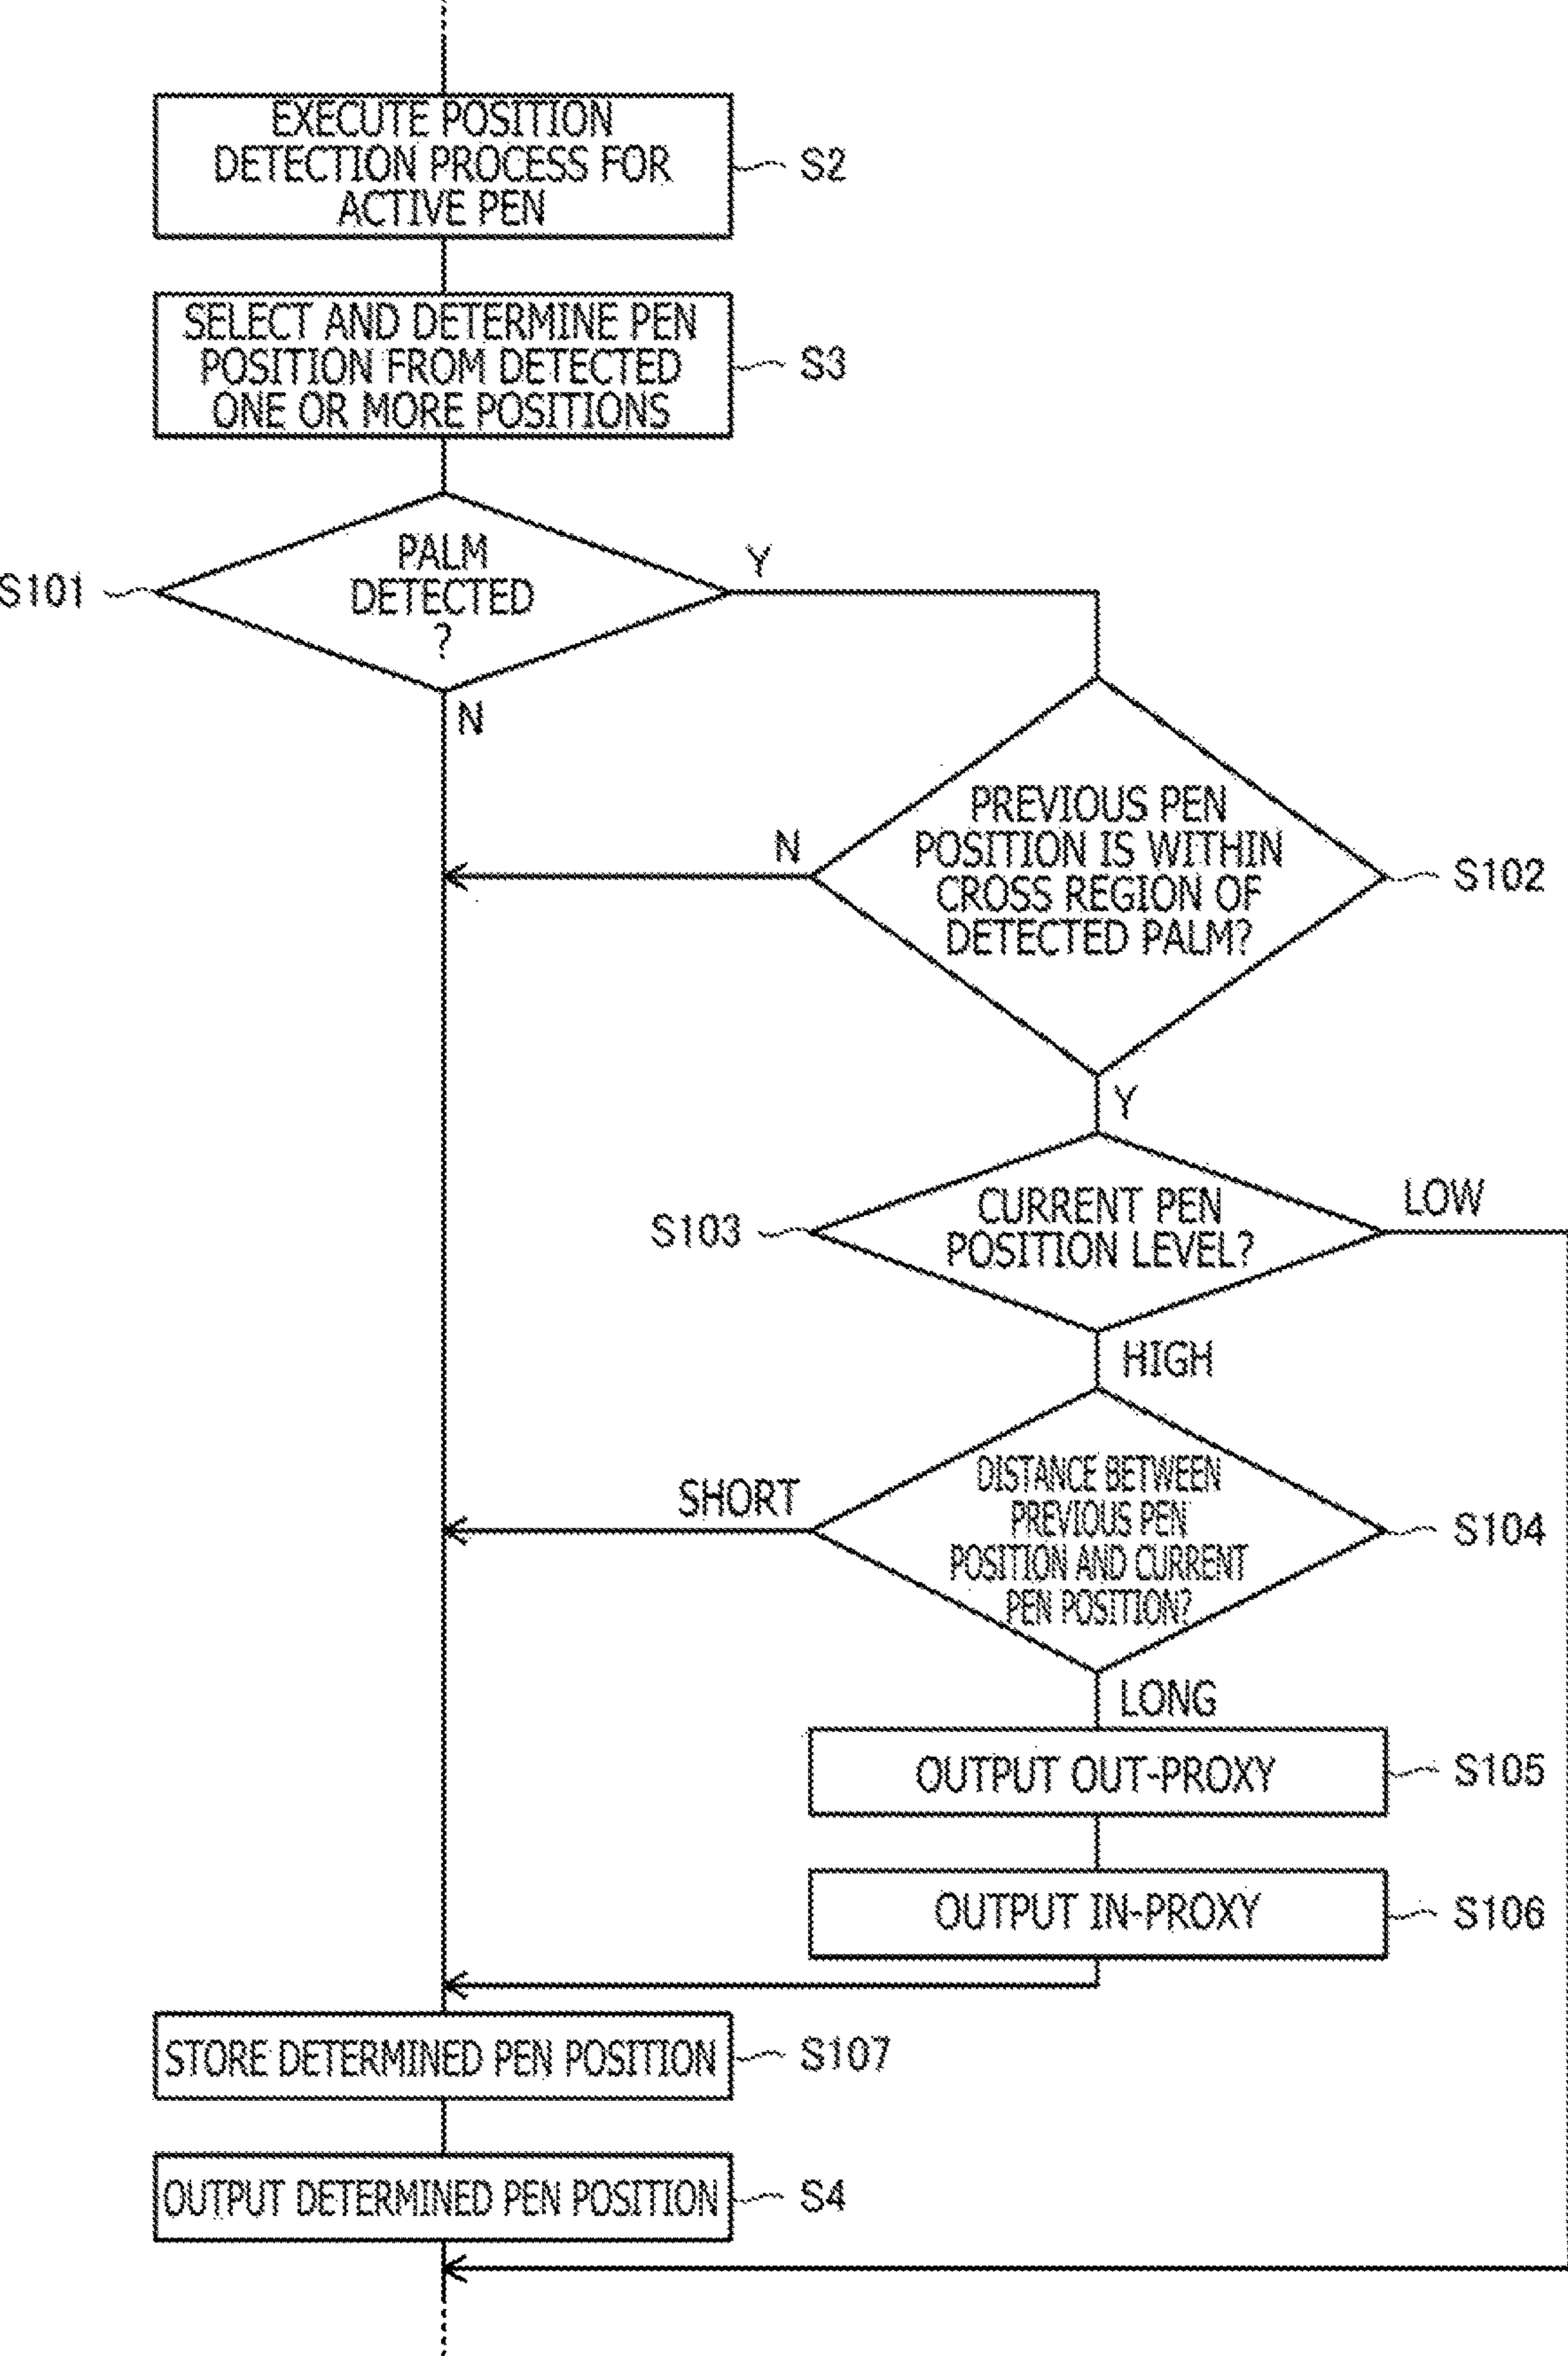 EXECUTE POSITION
DETECTION PROCESS FOR
ACTIVE PEN
S2
SELECT AND DETERMINE PEN
POSITION FROM DETECTED
ONE OR MORE POSITIONS
S3
PALM
DETECTED
?
S101
Y
N
PREVIOUS PEN
POSITION IS WITHIN
CROSS REGION OF
DETECTED PALM?
N
S102
Y
CURRENT PEN
POSITION LEVEL?
S103
LOW
HIGH
DISTANCE BETWEEN
PREVIOUS PEN
POSITION AND CURRENT
PEN POSITION?
SHORT
S104
LONG
OUTPUT OUT-PROXY
S105
OUTPUT IN-PROXY
S106
STORE DETERMINED PEN POSITION
S107
OUTPUT DETERMINED PEN POSITION
S4